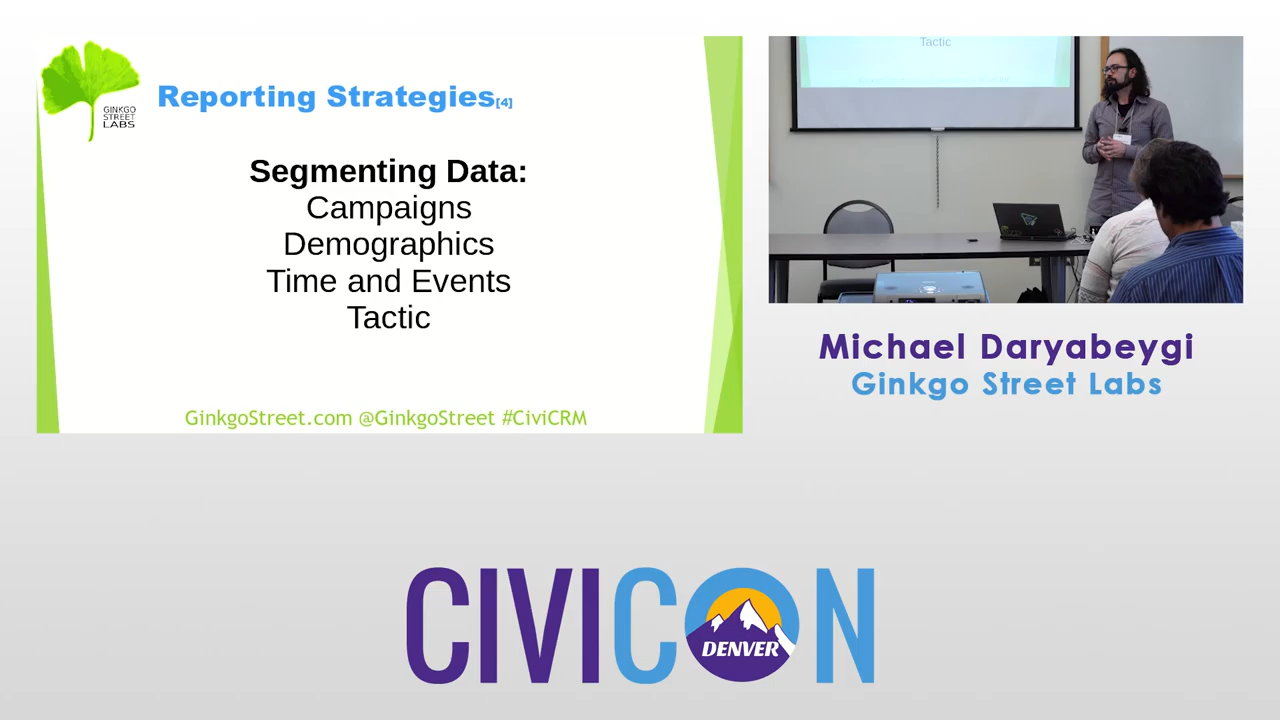 GINKGO
STREET
LABS
Reporting Strategies[4]
Segmenting Data:
Campaigns
Demographics
Time and Events
Tactic
GinkgoStreet.com @GinkgoStreet #CiviCRM
Tactic
Michael Daryabeygi
Ginkgo Street Labs
CIVICON
DENVER